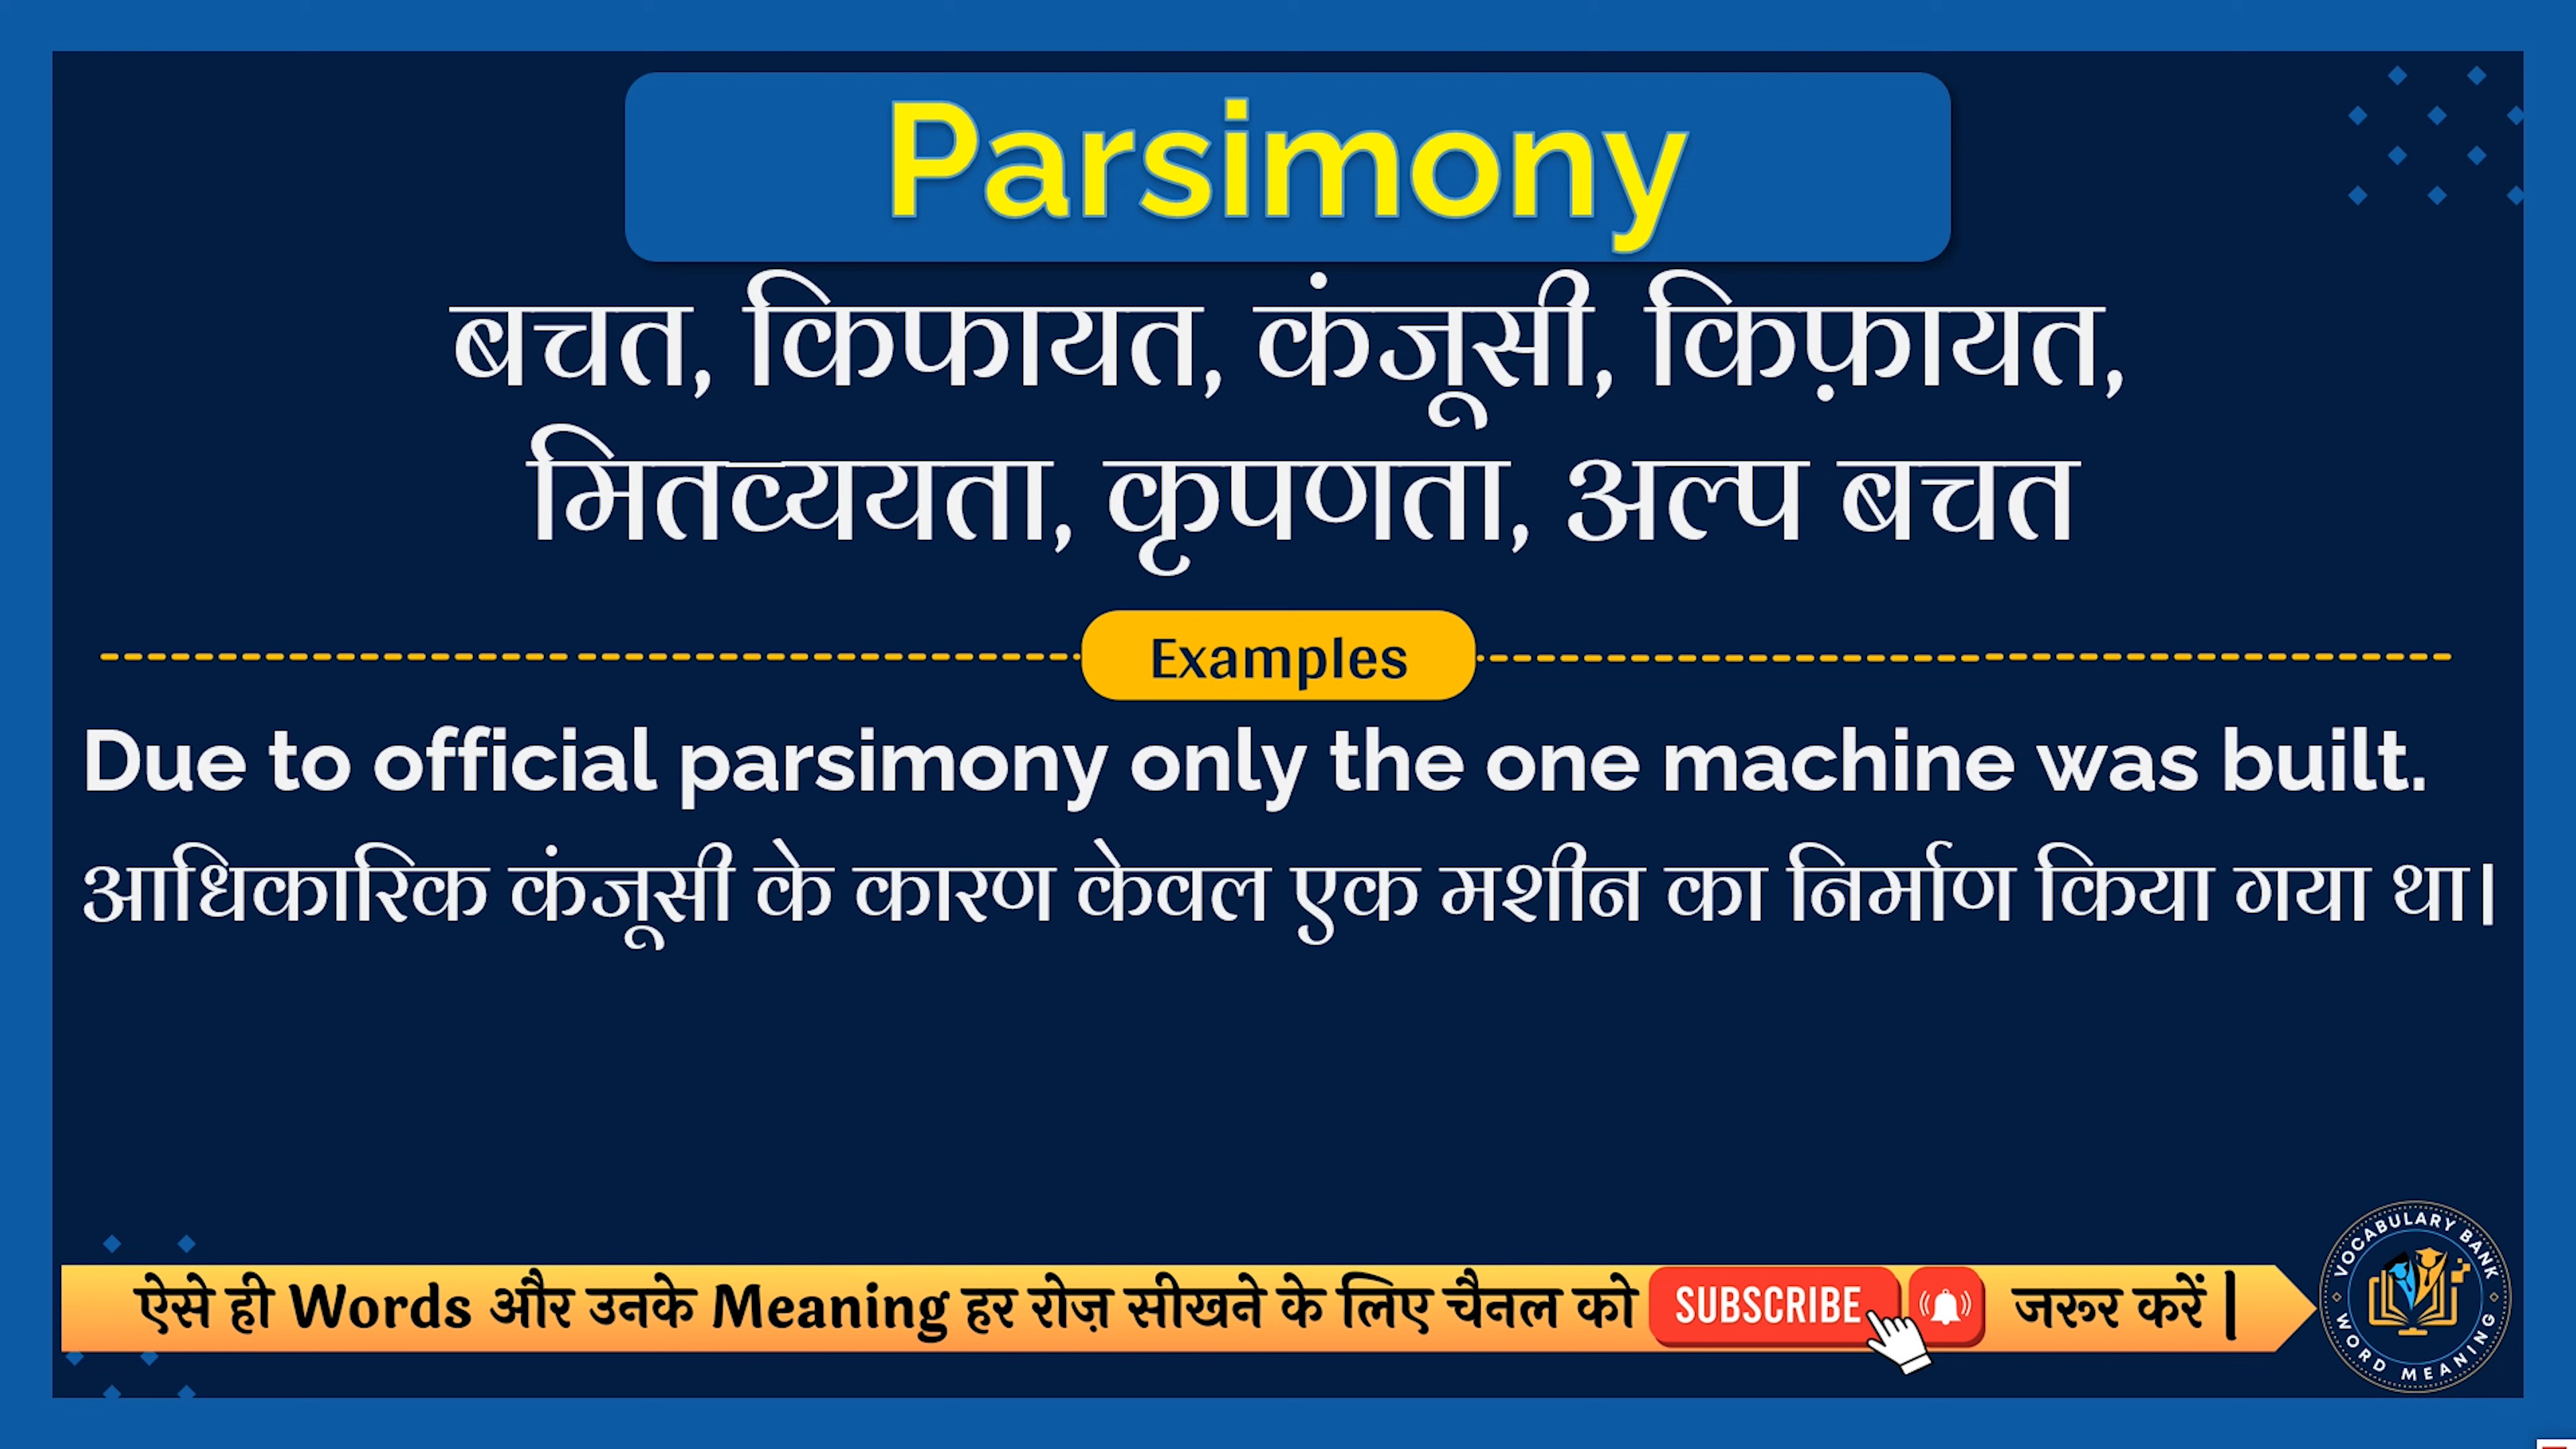 Parsimony
बचत, किफायत, कंजूसी, किफ़ायत,
मितव्ययता, कृपणता, अल्प बचत
Examples
Due to official parsimony only the one machine was built.
आधिकारिक कंजूसी के कारण केवल एक मशीन का निर्माण किया गया था।
ऐसे ही Words और उनके Meaning हर रोज़ सीखने के लिए चैनल को SUBSCRIBE जरूर करें |
VOCABULARY BANK
WORD MEANING